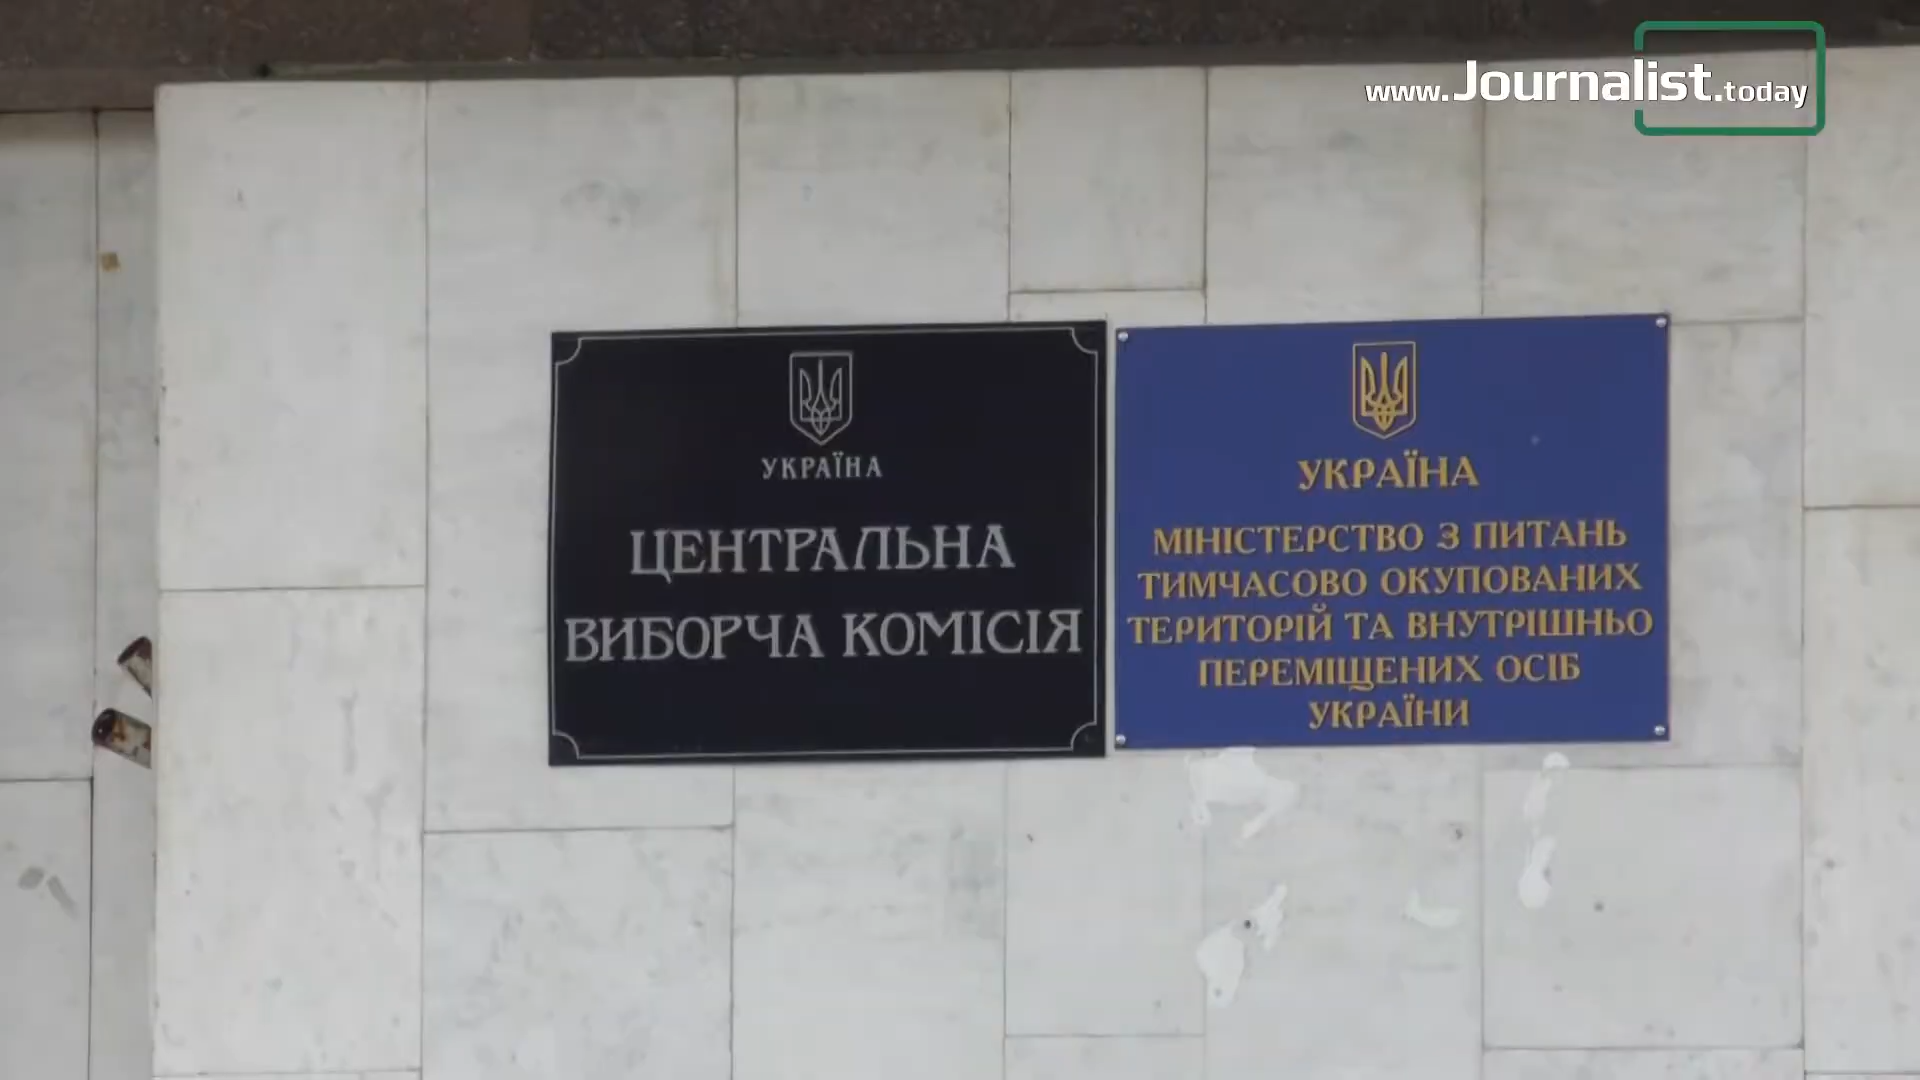 www.Journalist.today
УКРАЇНА
ЦЕНТРАЛЬНА
ВИБОРЧА КОМІСІЯ
УКРАЇНА
МІНІСТЕРСТВО З ПИТАНЬ
ТИМЧАСОВО ОКУПОВАНИХ
ТЕРИТОРІЙ ТА ВНУТРІШНЬО
ПЕРЕМІЩЕНИХ ОСІБ
УКРАЇНИ